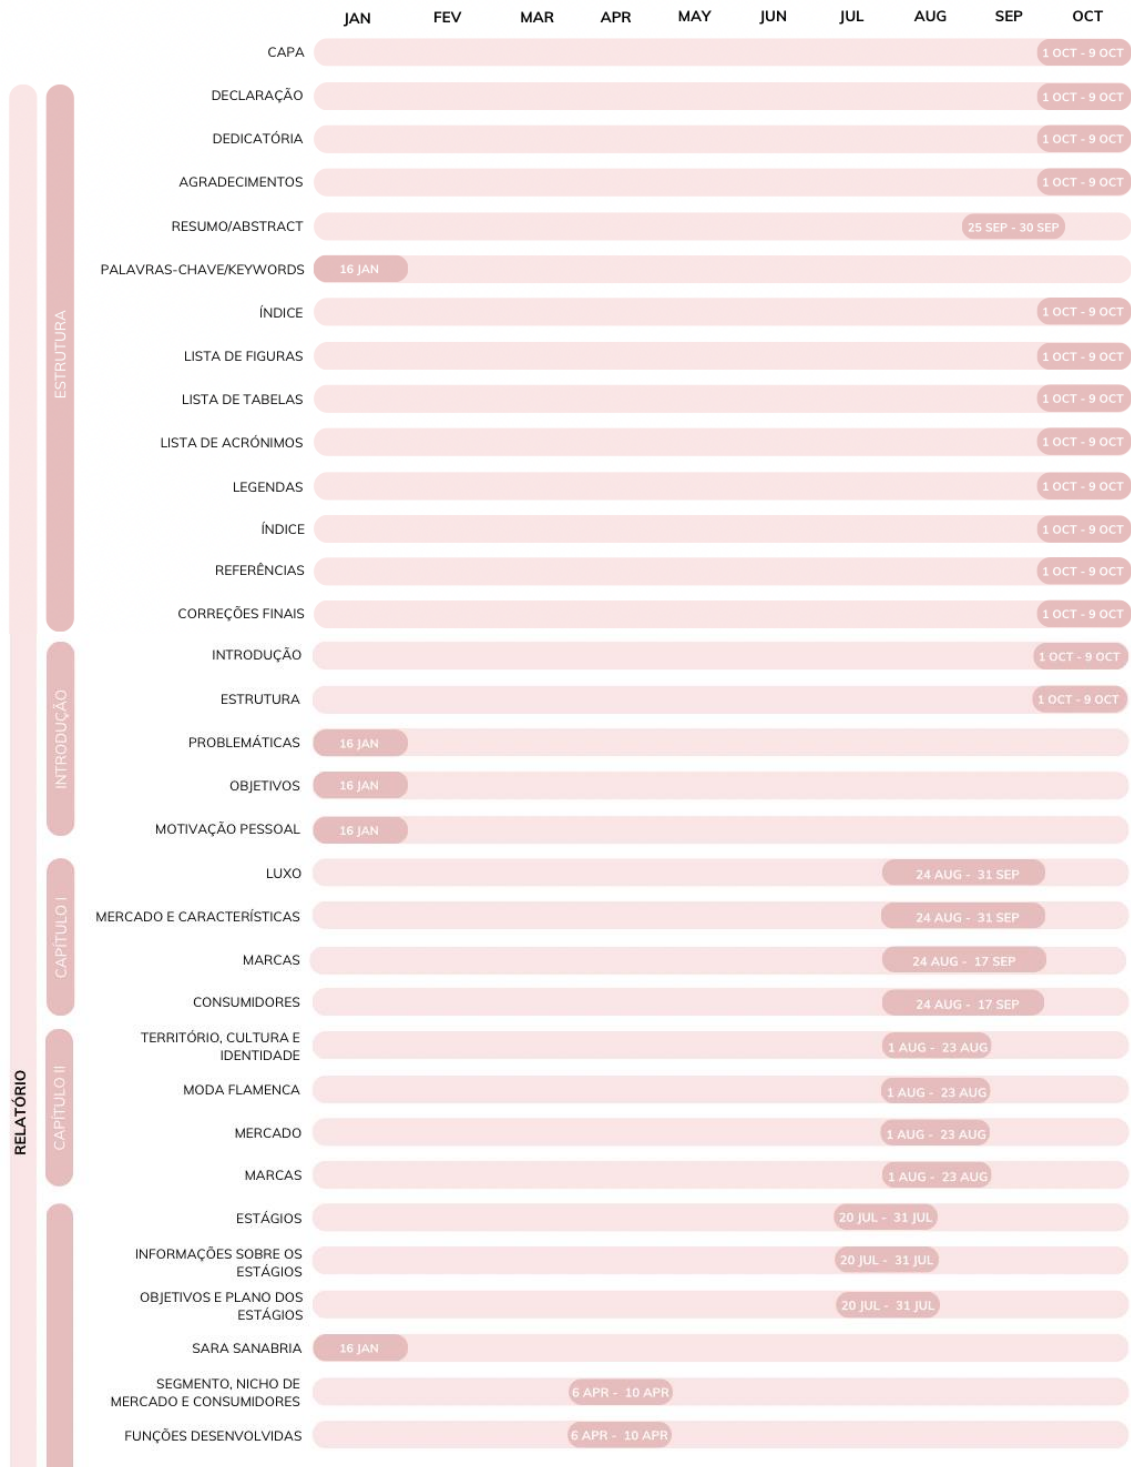 JAN FEV MAR APR MAY JUN JUL AUG SEP OCT
CAPA 1 OCT - 9 OCT
DECLARAÇÃO 1 OCT - 9 OCT
DEDICATÓRIA 1 OCT - 9 OCT
AGRADECIMENTOS 1 OCT - 9 OCT
RESUMO/ABSTRACT 25 SEP - 30 SEP
PALAVRAS-CHAVE/KEYWORDS 16 JAN
ÍNDICE 1 OCT - 9 OCT
LISTA DE FIGURAS 1 OCT - 9 OCT
LISTA DE TABELAS 1 OCT - 9 OCT
LISTA DE ACRÓNIMOS 1 OCT - 9 OCT
LEGENDAS 1 OCT - 9 OCT
ÍNDICE 1 OCT - 9 OCT
REFERÊNCIAS 1 OCT - 9 OCT
CORREÇÕES FINAIS 1 OCT - 9 OCT
ESTRUTURA
INTRODUÇÃO 1 OCT - 9 OCT
ESTRUTURA 1 OCT - 9 OCT
PROBLEMÁTICAS 16 JAN
OBJETIVOS 16 JAN
MOTIVAÇÃO PESSOAL 16 JAN
INTRODUÇÃO
LUXO 24 AUG - 31 SEP
MERCADO E CARACTERÍSTICAS 24 AUG - 31 SEP
MARCAS 24 AUG - 17 SEP
CONSUMIDORES 24 AUG - 17 SEP
CAPÍTULO I
TERRITÓRIO, CULTURA E
IDENTIDADE 1 AUG - 23 AUG
MODA FLAMENCA 1 AUG - 23 AUG
MERCADO 1 AUG - 23 AUG
MARCAS 1 AUG - 23 AUG
CAPÍTULO II
RELATÓRIO
ESTÁGIOS 20 JUL - 31 JUL
INFORMAÇÕES SOBRE OS
ESTÁGIOS 20 JUL - 31 JUL
OBJETIVOS E PLANO DOS
ESTÁGIOS 20 JUL - 31 JUL
SARA SANABRIA 16 JAN
SEGMENTO, NICHO DE
MERCADO E CONSUMIDORES 6 APR - 10 APR
FUNÇÕES DESENVOLVIDAS 6 APR - 10 APR